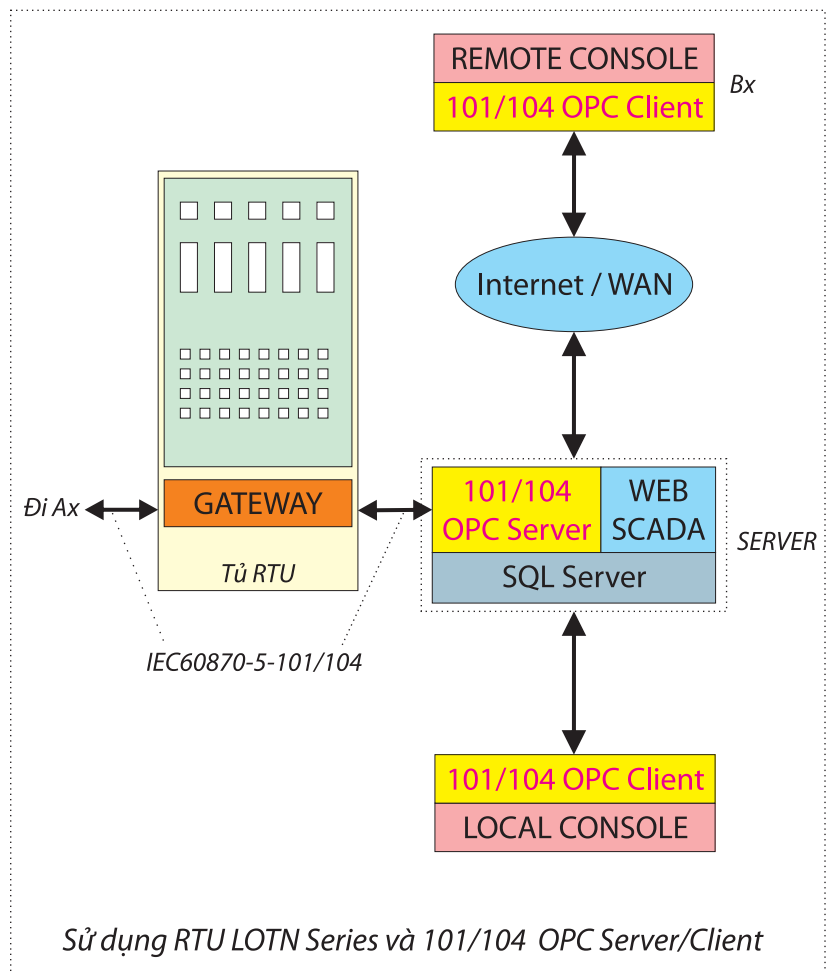 REMOTE CONSOLE
101/104 OPC Client
Bx
Internet / WAN
Đi Ax
GATEWAY
Tủ RTU
101/104
OPC Server
WEB
SCADA
SQL Server
SERVER
IEC60870-5-101/104
101/104 OPC Client
LOCAL CONSOLE
Sử dụng RTU LOTN Series và 101/104 OPC Server/Client